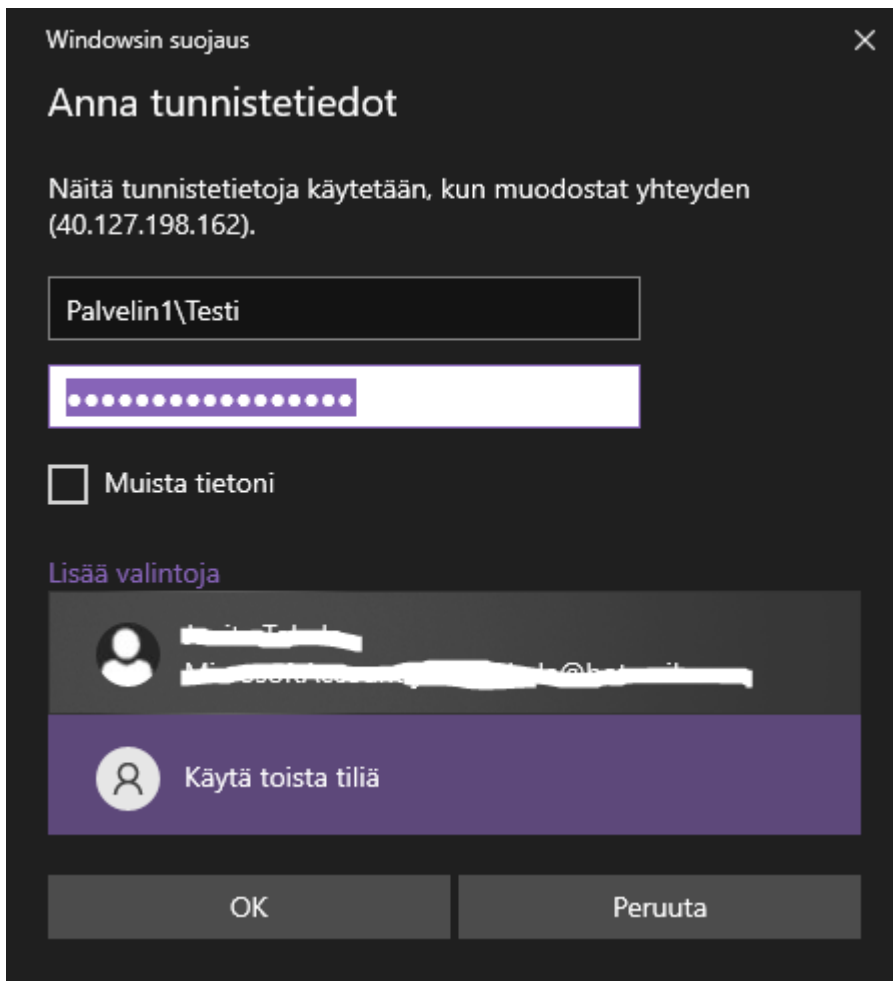 Windowsin suojaus
Anna tunnistetiedot
Näitä tunnistetietoja käytetään, kun muodostat yhteyden
(40.127.198.162).
Palvelin1\Testi
•••••••••••••••••
Muista tietoni
Lisää valintoja
Käytä toista tiliä
OK
Peruuta